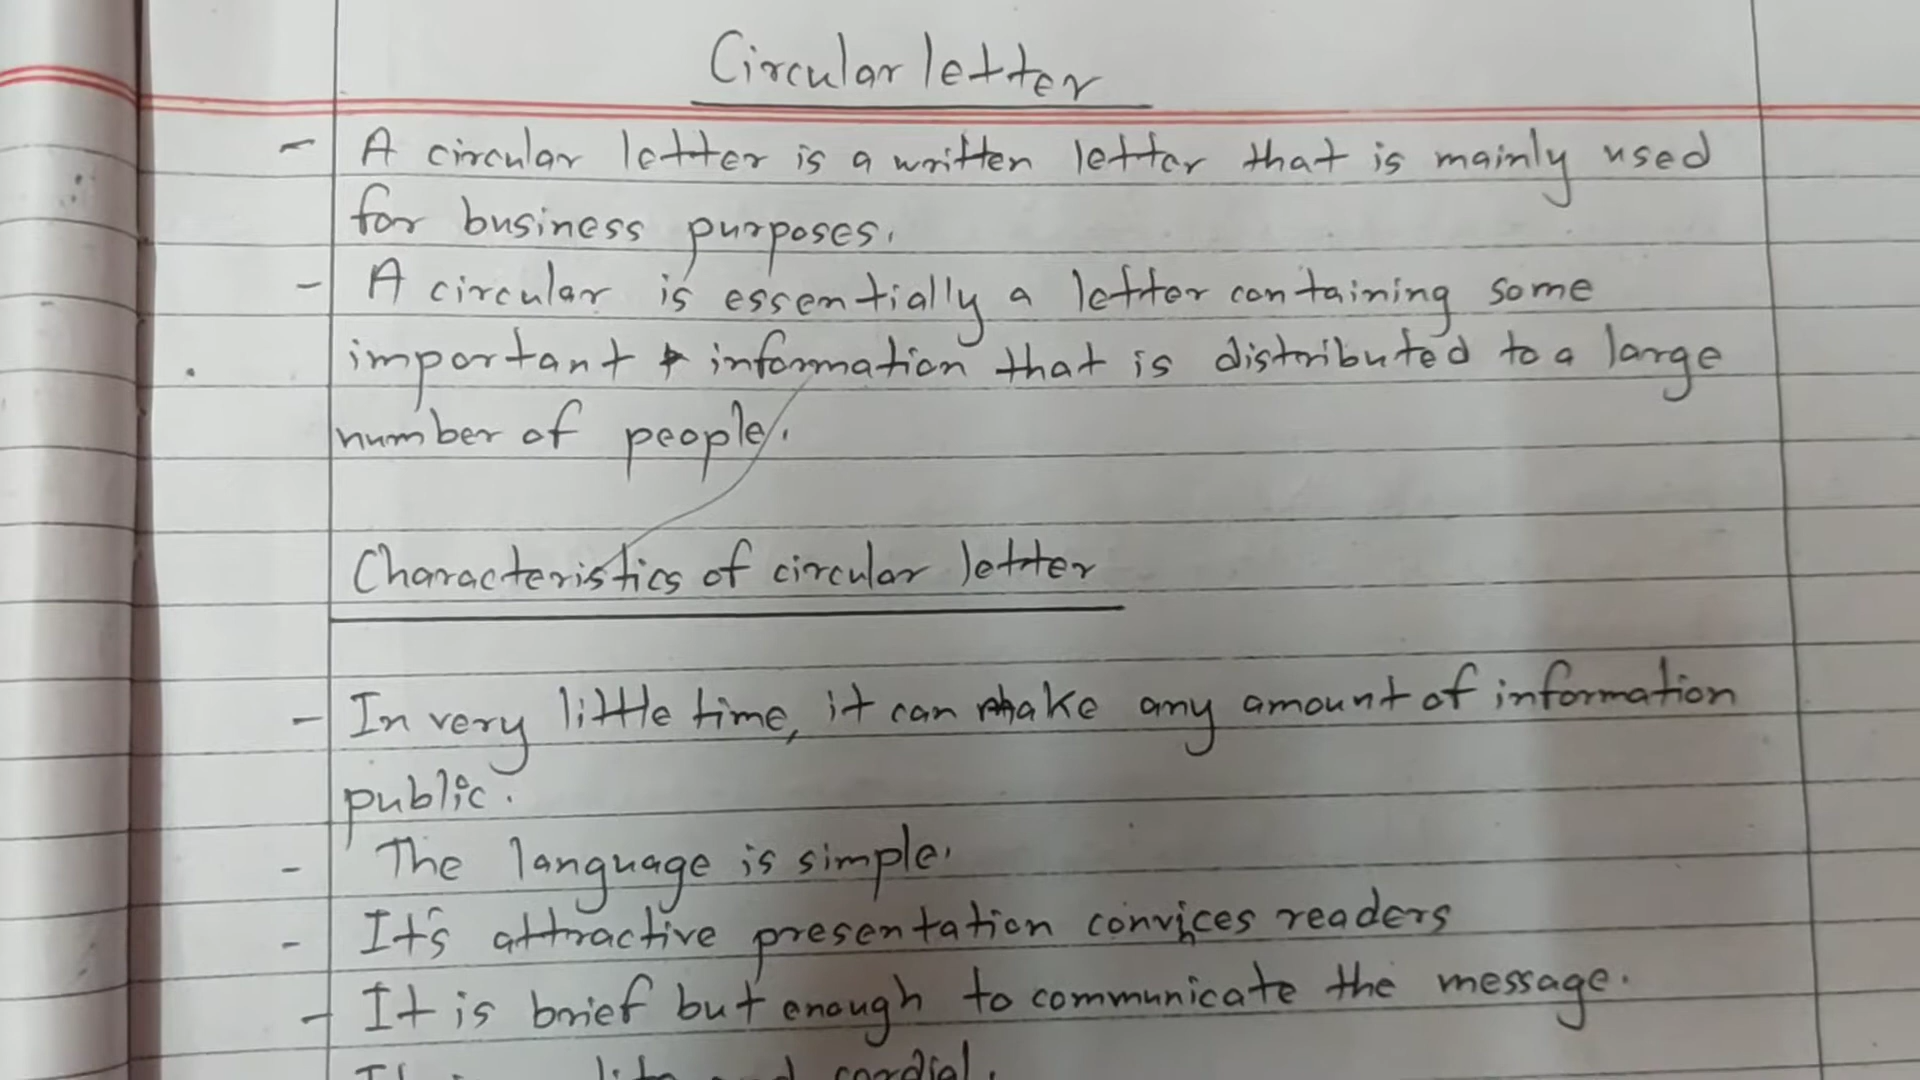 Circular letter
- A circular letter is a written letter that is mainly used
for business purposes.
- A circular is essentially a letter containing some
important information that is distributed to a large
number of people.
Characteristics of circular letter
- In very little time, it can make any amount of information
public.
- The language is simple.
- It's attractive presentation convinces readers
- It is brief but enough to communicate the message.
cordial.